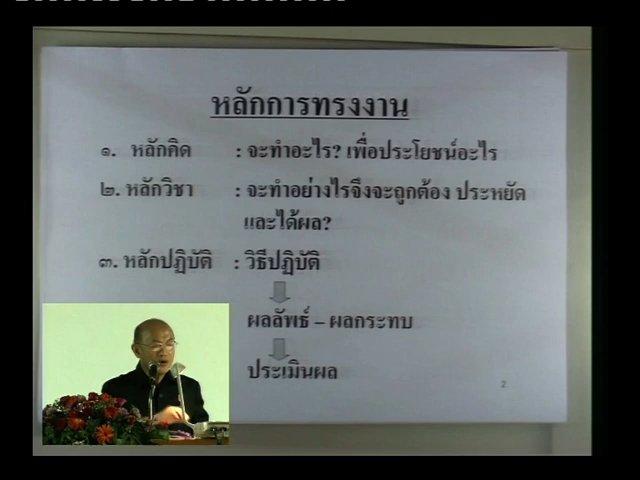 หลักการทรงงาน
๑. หลักคิด : จะทำอะไร? เพื่อประโยชน์อะไร
๒. หลักวิชา : จะทำอย่างไรจึงจะถูกต้อง ประหยัด
และได้ผล?
๓. หลักปฏิบัติ : วิธีปฏิบัติ
ผลลัพธ์ – ผลกระทบ
ประเมินผล
2